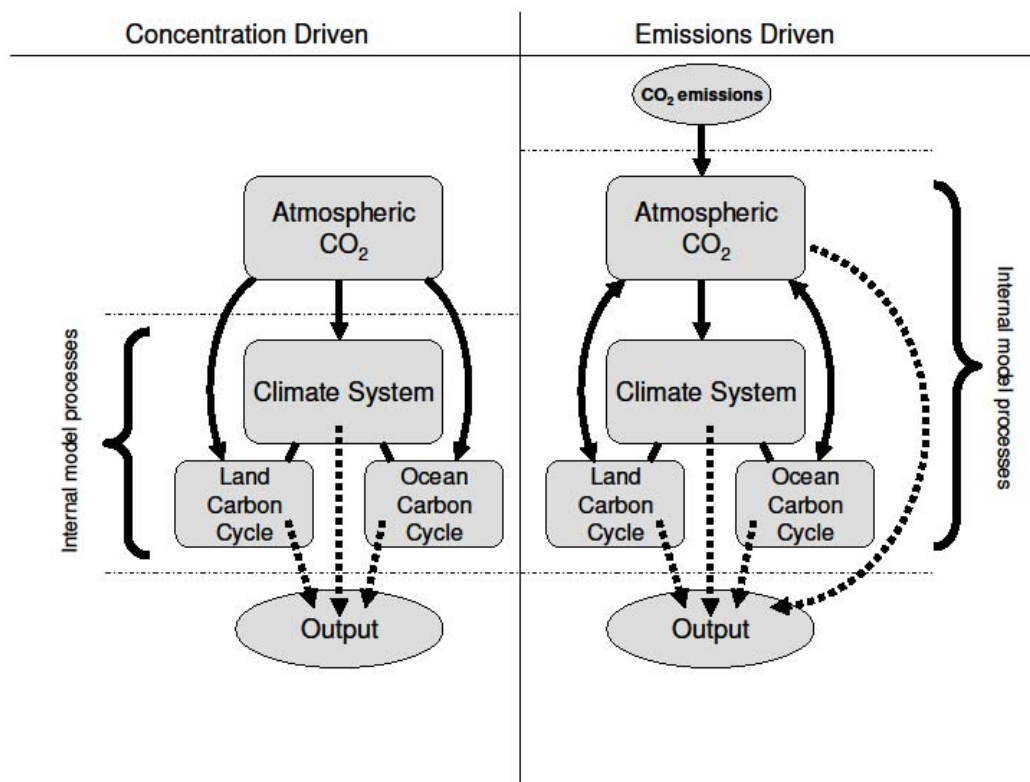 Concentration Driven
Emissions Driven
CO₂ emissions
Atmospheric
CO₂
Climate System
Land
Carbon
Cycle
Ocean
Carbon
Cycle
Output
Internal model processes
Atmospheric
CO₂
Climate System
Land
Carbon
Cycle
Ocean
Carbon
Cycle
Output
Internal model processes